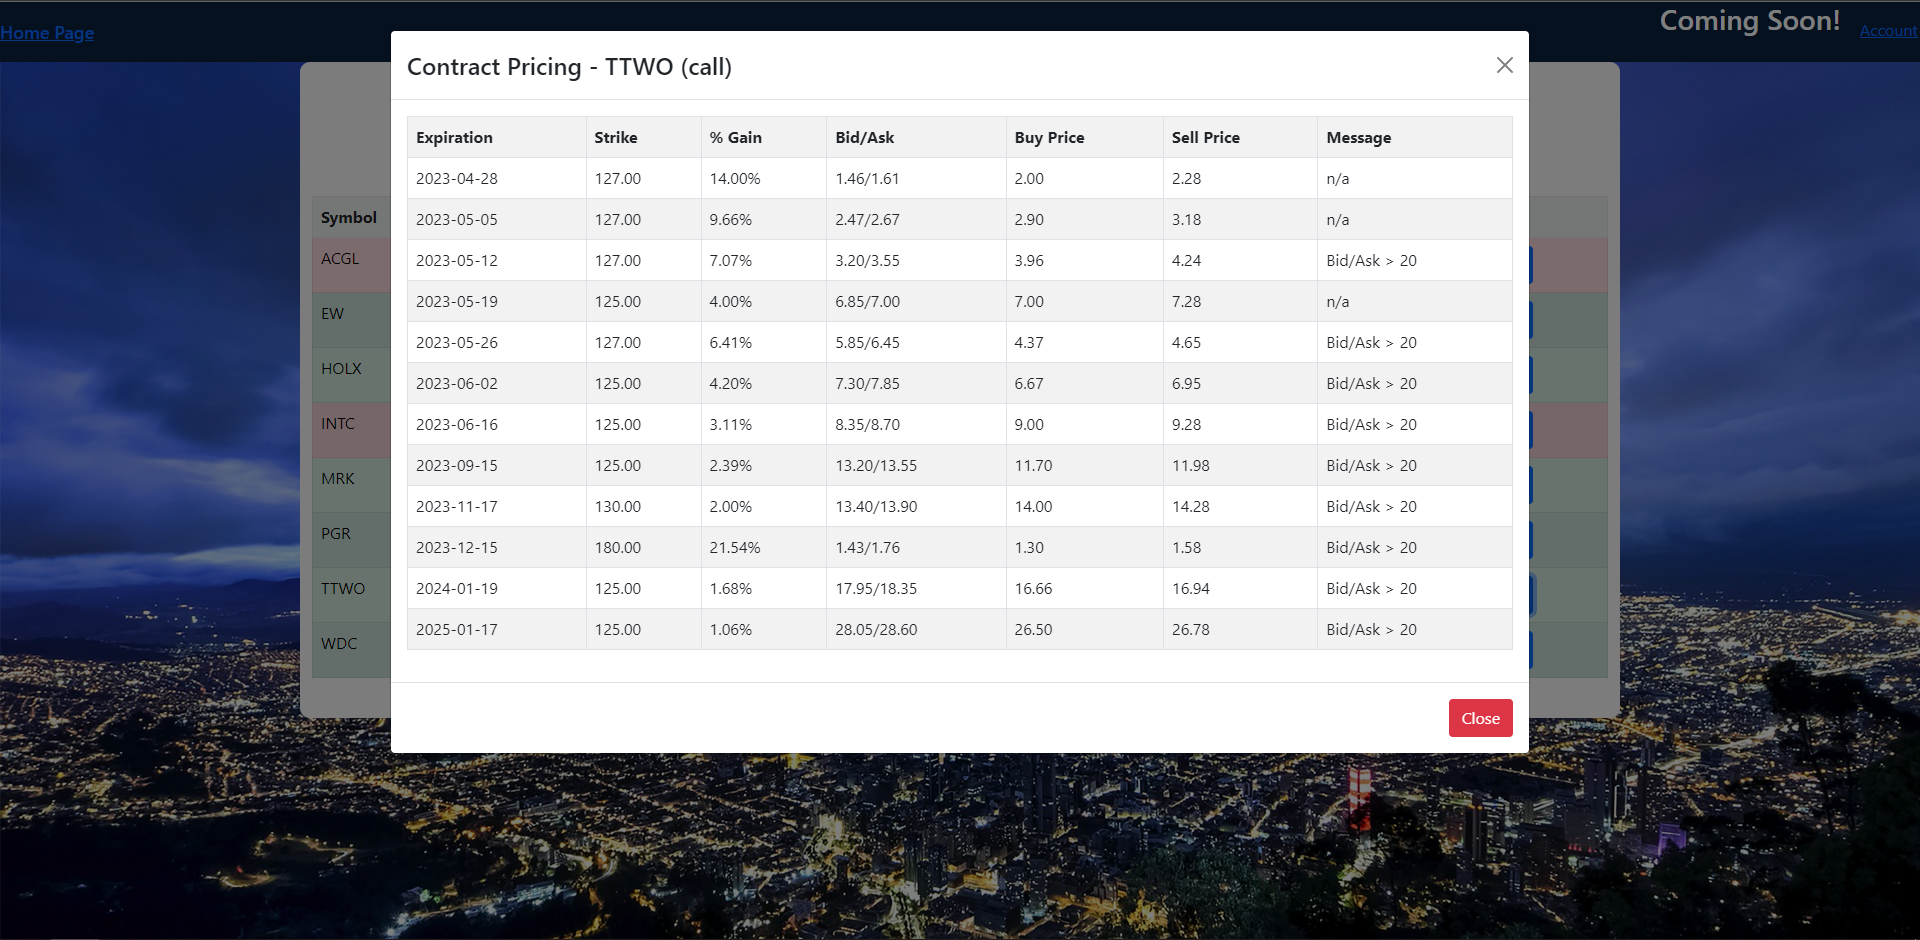 Home Page
Coming Soon!
Account
Contract Pricing - TTWO (call)
Expiration Strike % Gain Bid/Ask Buy Price Sell Price Message
2023-04-28 127.00 14.00% 1.46/1.61 2.00 2.28 n/a
2023-05-05 127.00 9.66% 2.47/2.67 2.90 3.18 n/a
2023-05-12 127.00 7.07% 3.20/3.55 3.96 4.24 Bid/Ask > 20
2023-05-19 125.00 4.00% 6.85/7.00 7.00 7.28 n/a
2023-05-26 127.00 6.41% 5.85/6.45 4.37 4.65 Bid/Ask > 20
2023-06-02 125.00 4.20% 7.30/7.85 6.67 6.95 Bid/Ask > 20
2023-06-16 125.00 3.11% 8.35/8.70 9.00 9.28 Bid/Ask > 20
2023-09-15 125.00 2.39% 13.20/13.55 11.70 11.98 Bid/Ask > 20
2023-11-17 130.00 2.00% 13.40/13.90 14.00 14.28 Bid/Ask > 20
2023-12-15 180.00 21.54% 1.43/1.76 1.30 1.58 Bid/Ask > 20
2024-01-19 125.00 1.68% 17.95/18.35 16.66 16.94 Bid/Ask > 20
2025-01-17 125.00 1.06% 28.05/28.60 26.50 26.78 Bid/Ask > 20
Close
Symbol
ACGL
EW
HOLX
INTC
MRK
PGR
TTWO
WDC